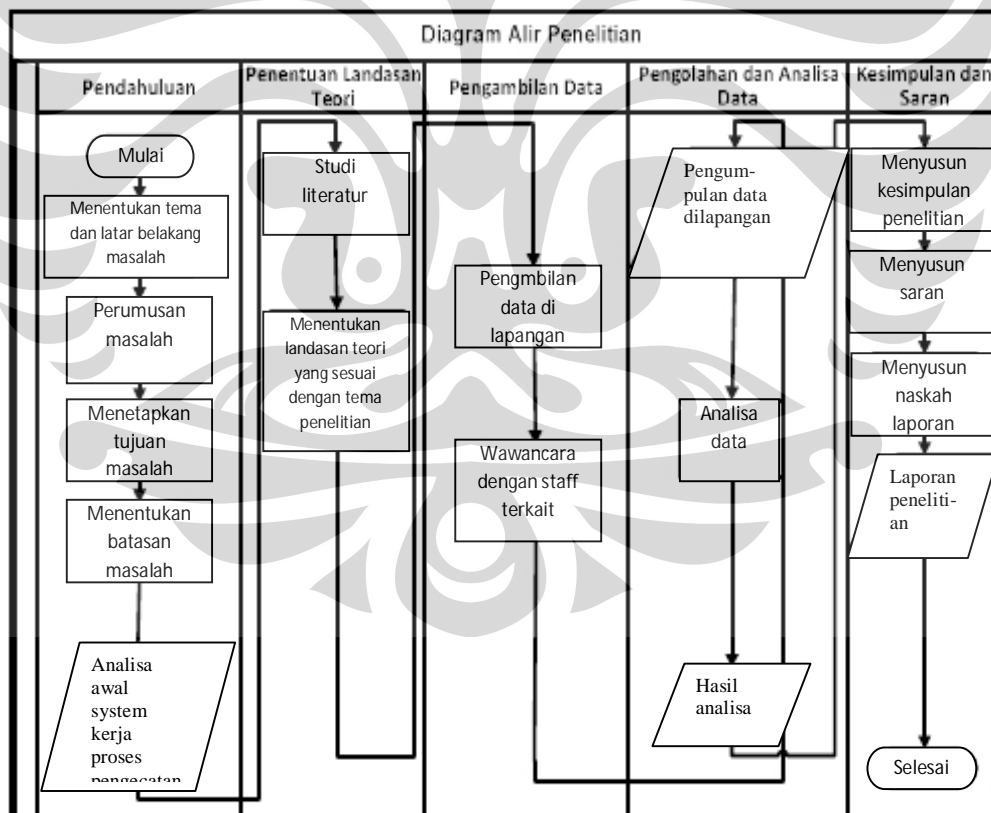 Diagram Alir Penelitian
Pendahuluan
Penentuan Landasan
Teori
Pengambilan Data
Pengolahan dan Analisa
Data
Kesimpulan dan
Saran
Mulai
Menentukan tema
dan latar belakang
masalah
Perumusan
masalah
Menetapkan
tujuan
masalah
Menentukan
batasan
masalah
Analisa
awal
system
kerja
proses
pengecatan
Studi
literatur
Menentukan
landasan teori
yang sesuai
dengan tema
penelitian
Pengmbilan
data di
lapangan
Wawancara
dengan staff
terkait
Pengum-
pulan data
dilapangan
Analisa
data
Hasil
analisa
Menyusun
kesimpulan
penelitian
Menyusun
saran
Menyusun
naskah
laporan
Laporan
peneliti-
an
Selesai